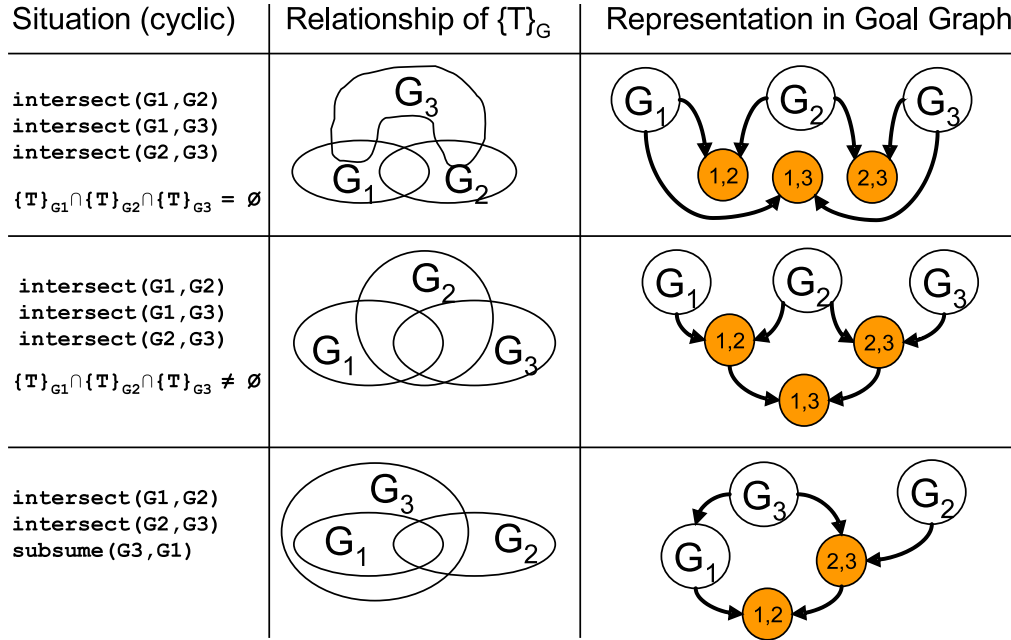 Situation (cyclic)
Relationship of {T}G
Representation in Goal Graph
intersect(G1,G2)
intersect(G1,G3)
intersect(G2,G3)
{T}G1∩{T}G2∩{T}G3 = ∅
G3
G1
G2
G1
G2
G3
1,2
1,3
2,3
intersect(G1,G2)
intersect(G1,G3)
intersect(G2,G3)
{T}G1∩{T}G2∩{T}G3 ≠ ∅
G2
G1
G3
G1
G2
G3
1,2
2,3
1,3
intersect(G1,G2)
intersect(G2,G3)
subsume(G3,G1)
G3
G1
G2
G3
G2
G1
2,3
1,2